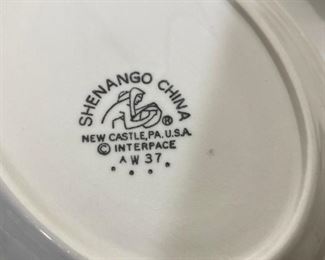 SHENANGO CHINA
®
NEW CASTLE, PA. U.S.A.
© INTERPACE
A W 37